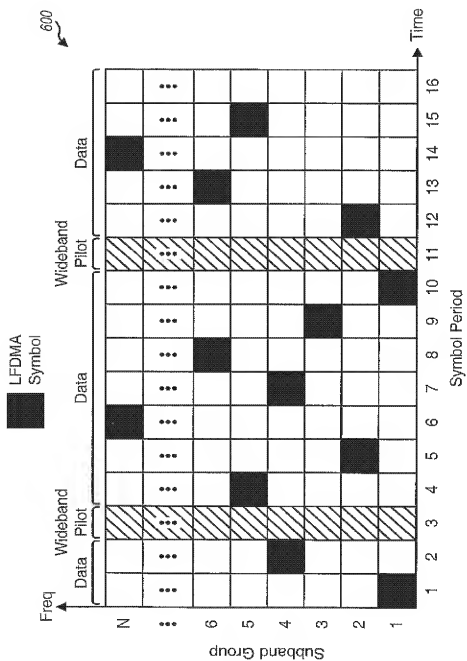 600
LFDMA
Symbol
Freq
Data
Wideband
Pilot
Data
Wideband
Pilot
Data
N
...
6
5
4
3
2
1
Subband Group
... ... ... ... ... ... ... ... ... ... ... ... ... ... ... ...
1 2 3 4 5 6 7 8 9 10 11 12 13 14 15 16
Time
Symbol Period